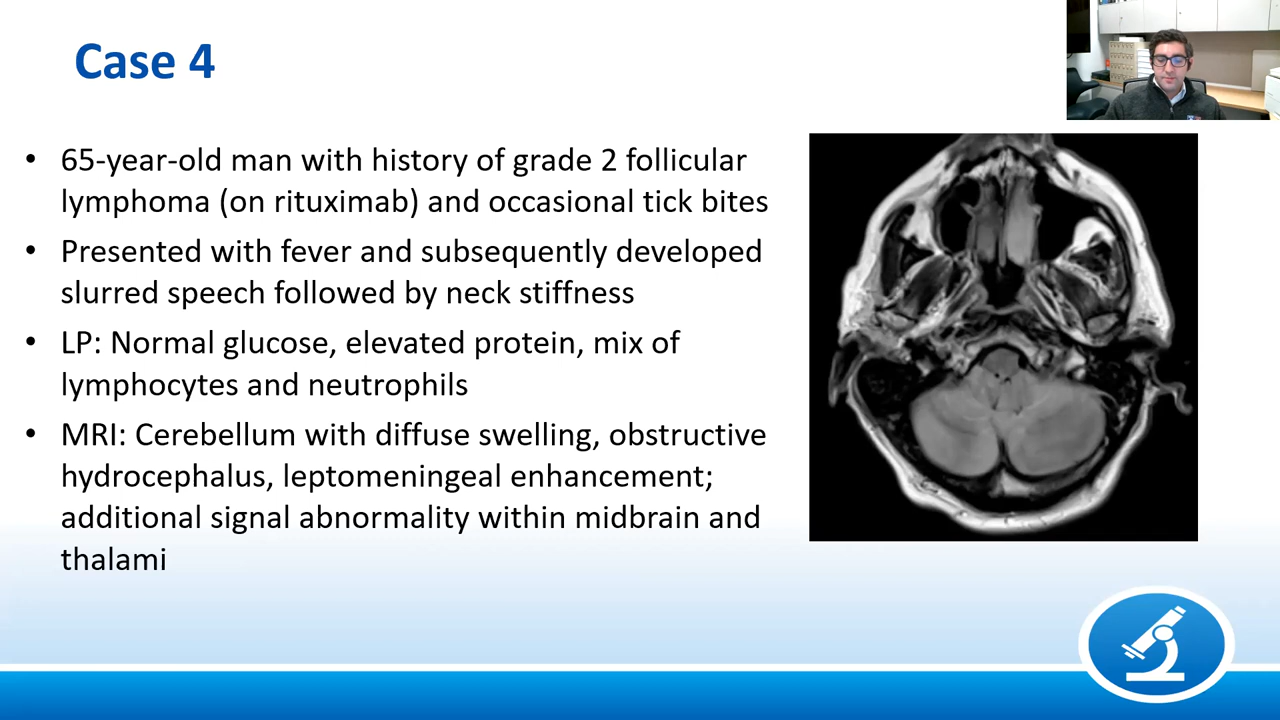 Case 4
• 65-year-old man with history of grade 2 follicular
lymphoma (on rituximab) and occasional tick bites
• Presented with fever and subsequently developed
slurred speech followed by neck stiffness
• LP: Normal glucose, elevated protein, mix of
lymphocytes and neutrophils
• MRI: Cerebellum with diffuse swelling, obstructive
hydrocephalus, leptomeningeal enhancement;
additional signal abnormality within midbrain and
thalami